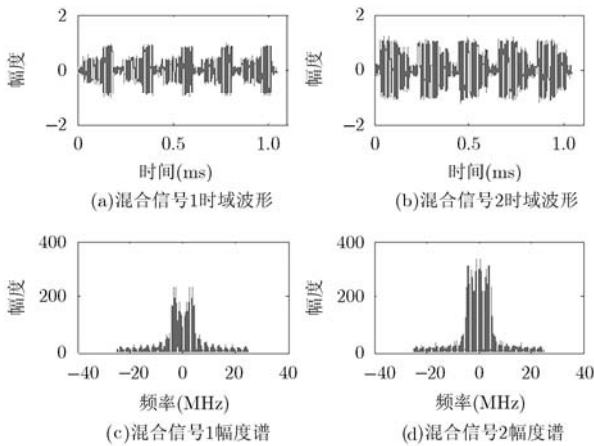 2
0
−2
幅度
0
0.5
1.0
时间(ms)
(a)混合信号1时域波形
2
0
−2
幅度
0
0.5
1.0
时间(ms)
(b)混合信号2时域波形
400
200
0
幅度
−40
−20
0
20
40
频率(MHz)
(c)混合信号1幅度谱
400
200
0
幅度
−40
−20
0
20
40
频率(MHz)
(d)混合信号2幅度谱